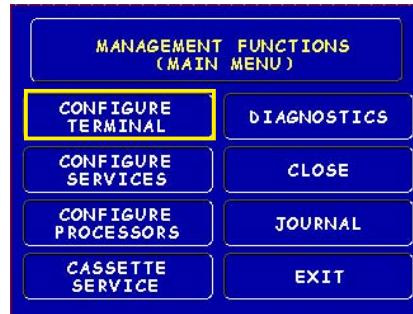 MANAGEMENT FUNCTIONS
(MAIN MENU)
CONFIGURE
TERMINAL
DIAGNOSTICS
CONFIGURE
SERVICES
CLOSE
CONFIGURE
PROCESSORS
JOURNAL
CASSETTE
SERVICE
EXIT